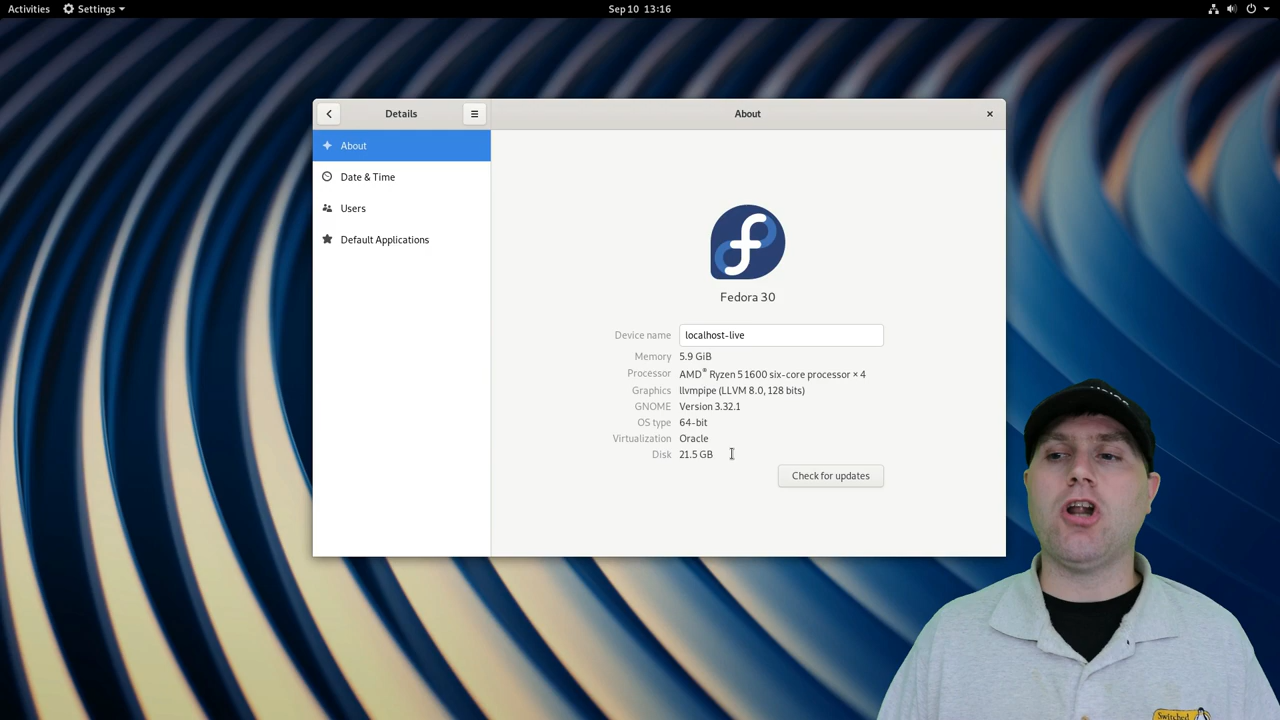 Activities
Settings
Sep 10 13:16
Details
About
About
Date & Time
Users
Default Applications
Fedora 30
Device name localhost-live
Memory 5.9 GiB
Processor AMD® Ryzen 5 1600 six-core processor × 4
Graphics llvmpipe (LLVM 8.0, 128 bits)
GNOME Version 3.32.1
OS type 64-bit
Virtualization Oracle
Disk 21.5 GB
Check for updates
Switched